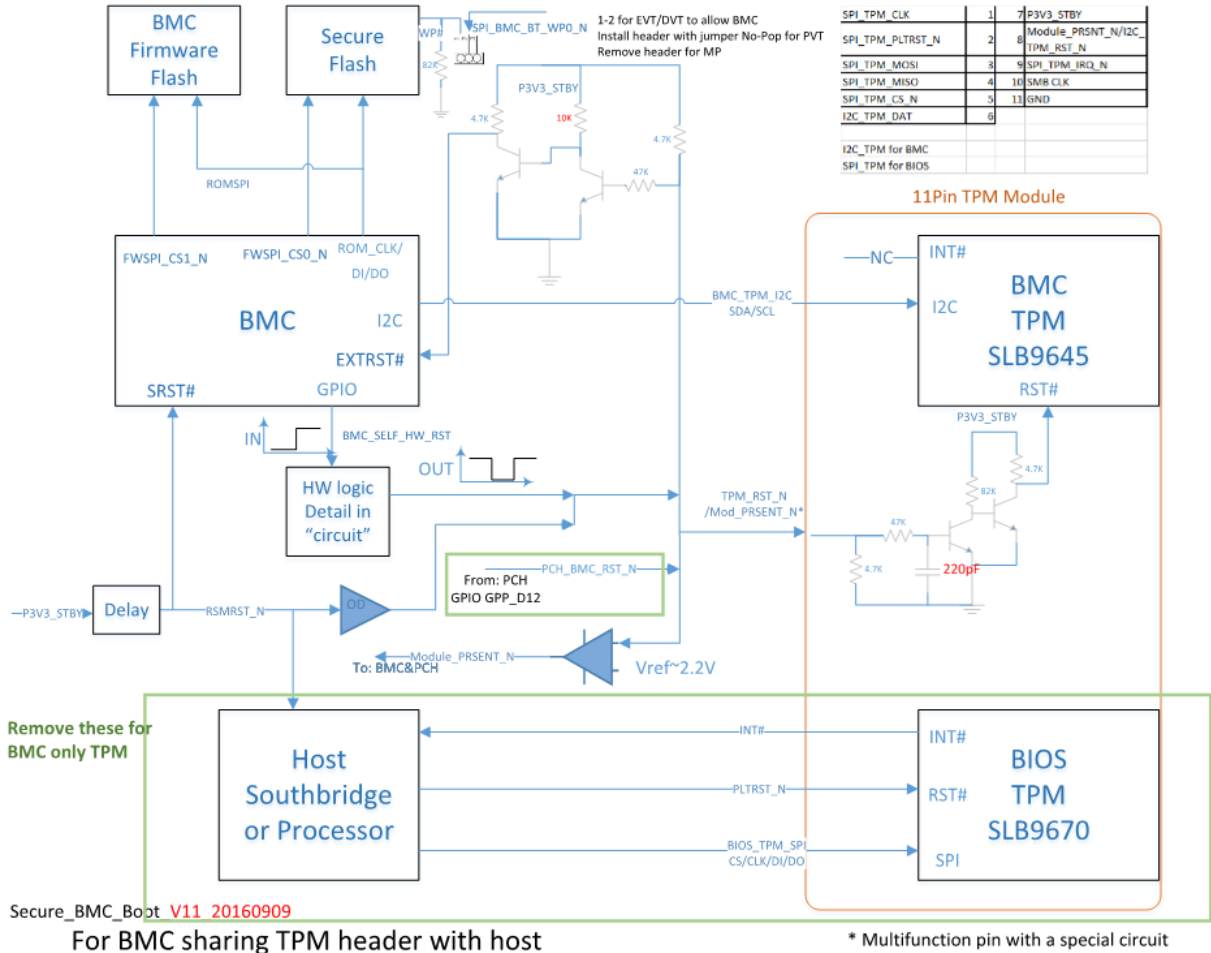 BMC
Firmware
Flash
Secure
Flash
WP#
SPI_BMC_BT_WP0_N
82K
1-2 for EVT/DVT to allow BMC
Install header with jumper No-Pop for PVT
Remove header for MP
SPI_TPM_CLK 1 7 P3V3_STBY
SPI_TPM_PLTRST_N 2 8 Module_PRSNT_N/I2C_
TPM_RST_N
SPI_TPM_MOSI 3 9 SPI_TPM_IRQ_N
SPI_TPM_MISO 4 10 SMB CLK
SPI_TPM_CS_N 5 11 GND
I2C_TPM_DAT 6
I2C_TPM for BMC
SPI_TPM for BIOS
P3V3_STBY
4.7K
10K
4.7K
47K
ROMSPI
11Pin TPM Module
FWSPI_CS1_N
FWSPI_CS0_N
ROM_CLK/
DI/DO
BMC
I2C
EXTRST#
SRST#
GPIO
BMC_TPM_I2C
SDA/SCL
NC
INT#
I2C
BMC
TPM
SLB9645
RST#
P3V3_STBY
4.7K
82K
47K
4.7K
220pF
IN
BMC_SELF_HW_RST
OUT
HW logic
Detail in
“circuit”
TPM_RST_N
/Mod_PRSENT_N*
PCH_BMC_RST_N
From: PCH
GPIO GPP_D12
P3V3_STBY
Delay
RSMRST_N
OD
Module_PRSENT_N
To: BMC&PCH
Vref~2.2V
Remove these for
BMC only TPM
Host
Southbridge
or Processor
INT#
PLTRST_N
BIOS_TPM_SPI
CS/CLK/DI/DO
INT#
RST#
SPI
BIOS
TPM
SLB9670
Secure_BMC_Boot_V11_20160909
For BMC sharing TPM header with host
* Multifunction pin with a special circuit